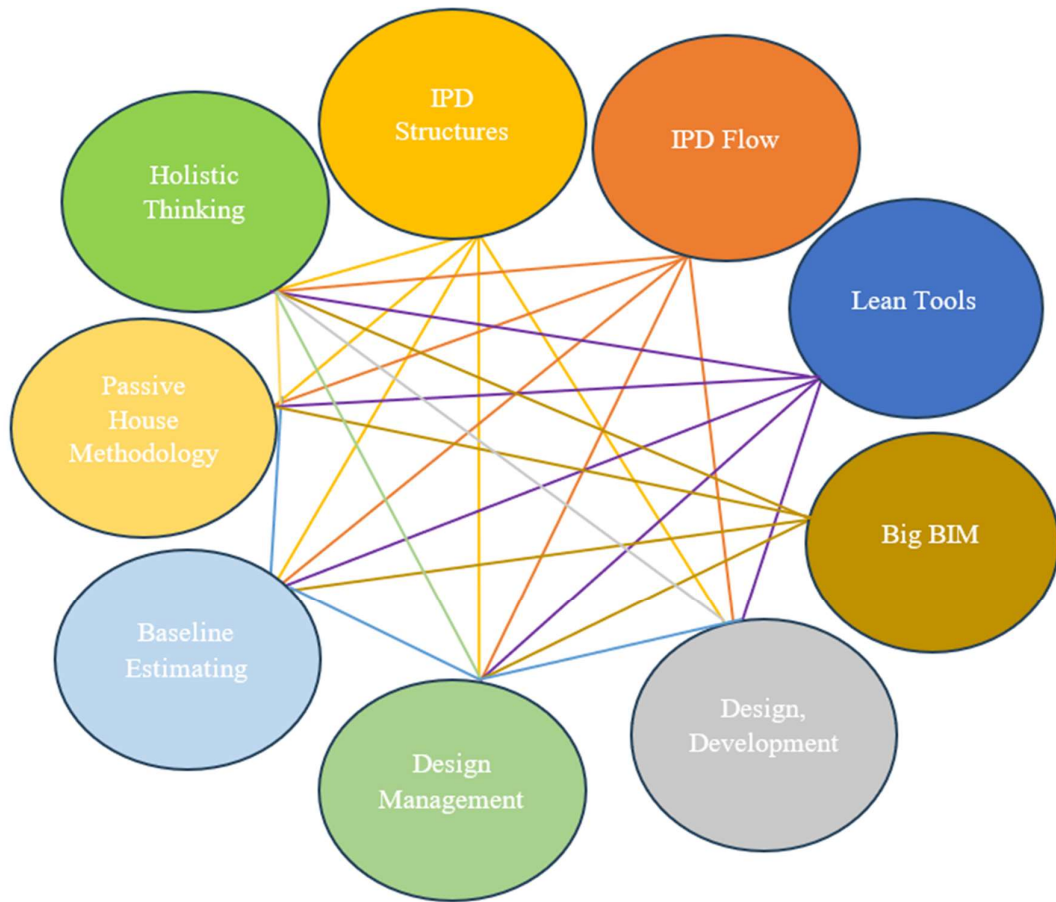 IPD
Structures
IPD Flow
Holistic
Thinking
Lean Tools
Passive
House
Methodology
Big BIM
Baseline
Estimating
Design,
Development
Design
Management